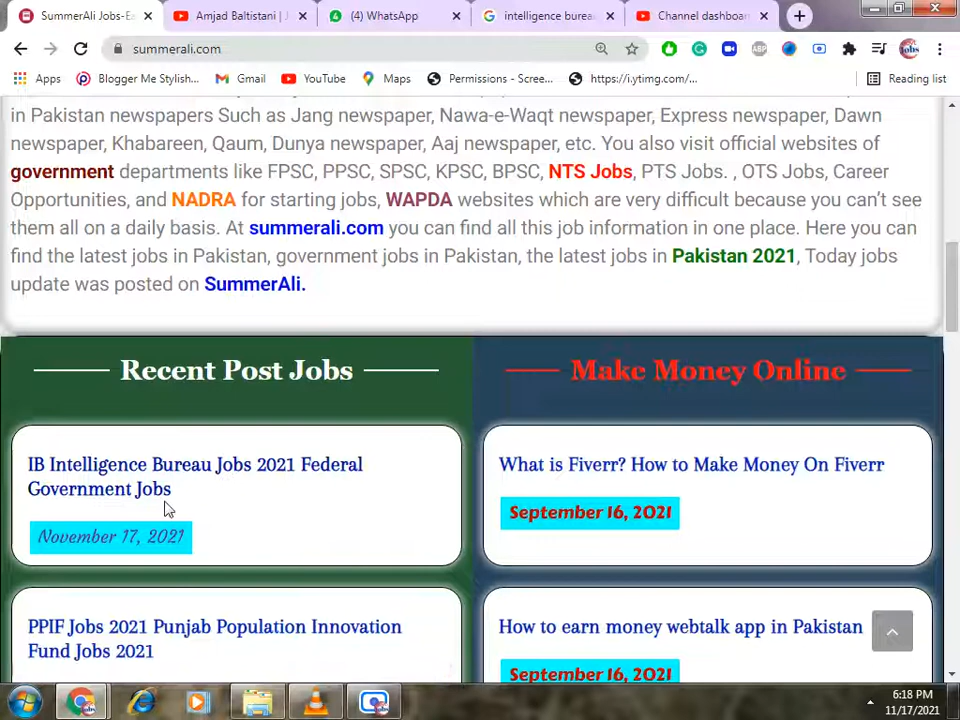 SummerAli Jobs-Ea
Amjad Baltistani |
(4) WhatsApp
intelligence burea
Channel dashboar
summerali.com
ABP
Apps
Blogger Me Stylish...
Gmail
YouTube
Maps
Permissions - Scree...
https://i.ytimg.com/...
Reading list
in Pakistan newspapers Such as Jang newspaper, Nawa-e-Waqt newspaper, Express newspaper, Dawn
newspaper, Khabareen, Qaum, Dunya newspaper, Aaj newspaper, etc. You also visit official websites of
government departments like FPSC, PPSC, SPSC, KPSC, BPSC, NTS Jobs, PTS Jobs. , OTS Jobs, Career
Opportunities, and NADRA for starting jobs, WAPDA websites which are very difficult because you can't see
them all on a daily basis. At summerali.com you can find all this job information in one place. Here you can
find the latest jobs in Pakistan, government jobs in Pakistan, the latest jobs in Pakistan 2021, Today jobs
update was posted on SummerAli.
Recent Post Jobs
IB Intelligence Bureau Jobs 2021 Federal
Government Jobs
November 17, 2021
PPIF Jobs 2021 Punjab Population Innovation
Fund Jobs 2021
Make Money Online
What is Fiverr? How to Make Money On Fiverr
September 16, 2021
How to earn money webtalk app in Pakistan
September 16, 2021
6:18 PM
11/17/2021